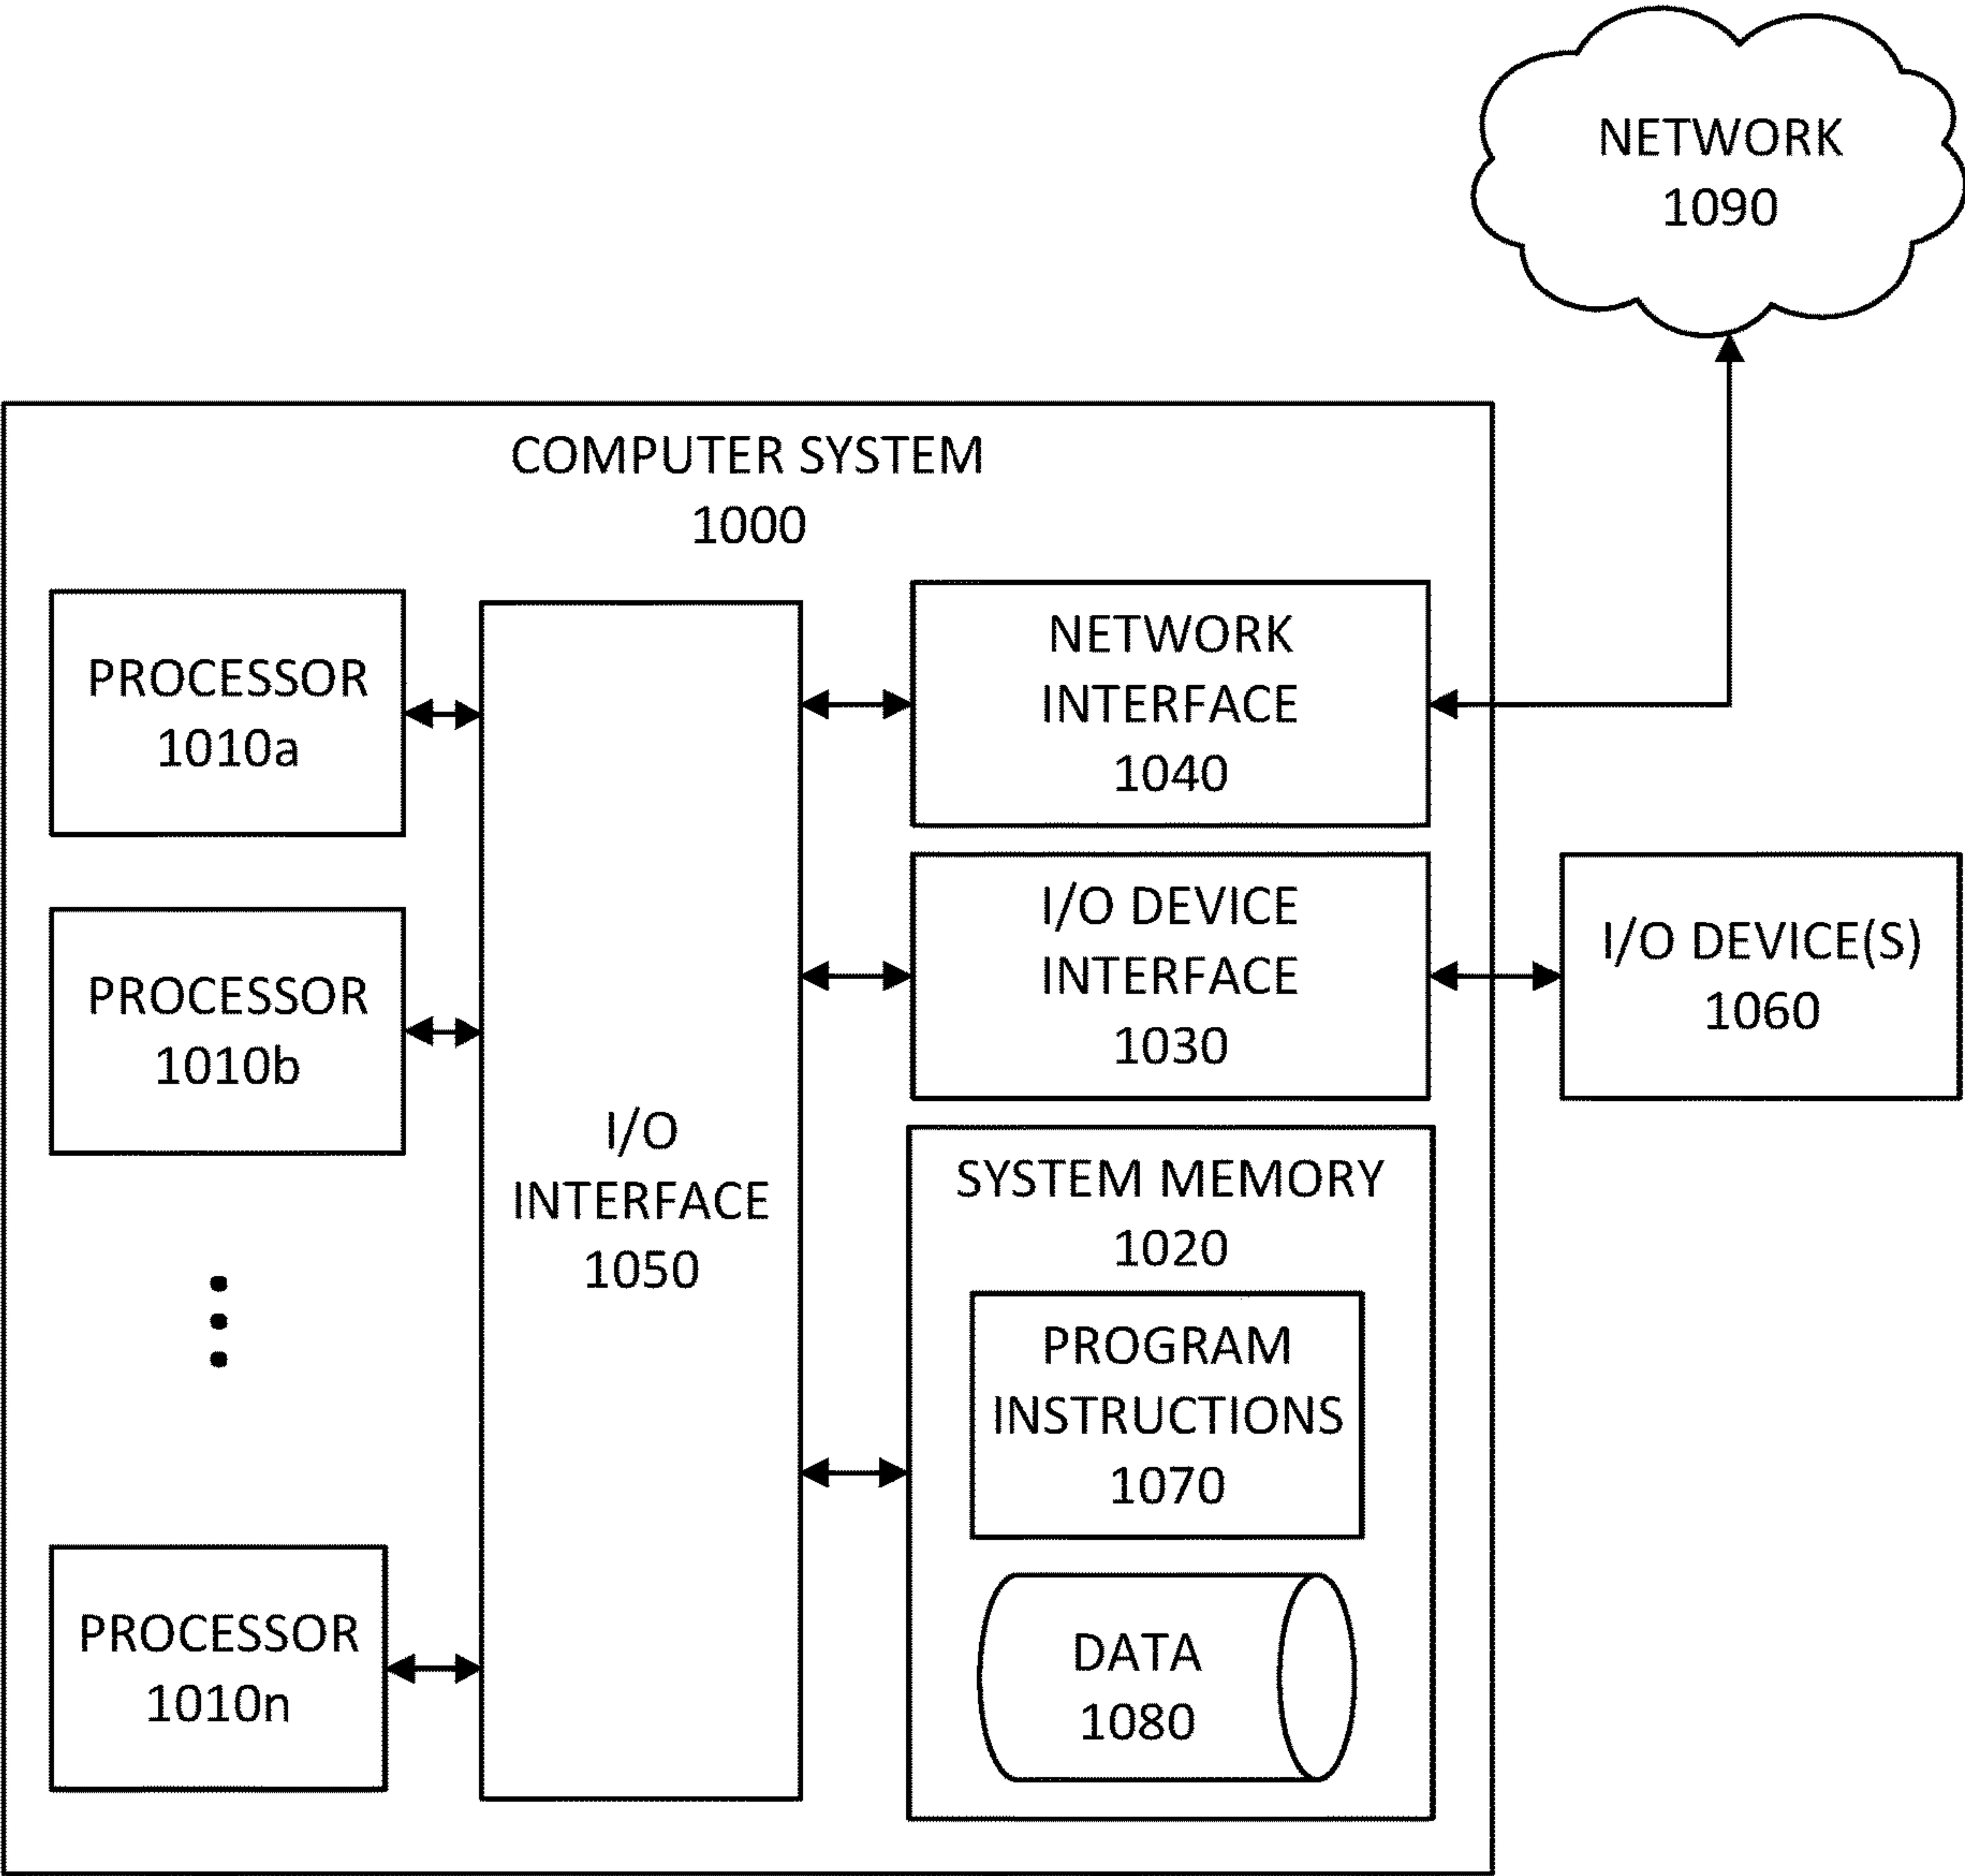 NETWORK
1090
COMPUTER SYSTEM
1000
PROCESSOR
1010a
PROCESSOR
1010b
PROCESSOR
1010n
I/O
INTERFACE
1050
NETWORK
INTERFACE
1040
I/O DEVICE
INTERFACE
1030
I/O DEVICE(S)
1060
SYSTEM MEMORY
1020
PROGRAM
INSTRUCTIONS
1070
DATA
1080